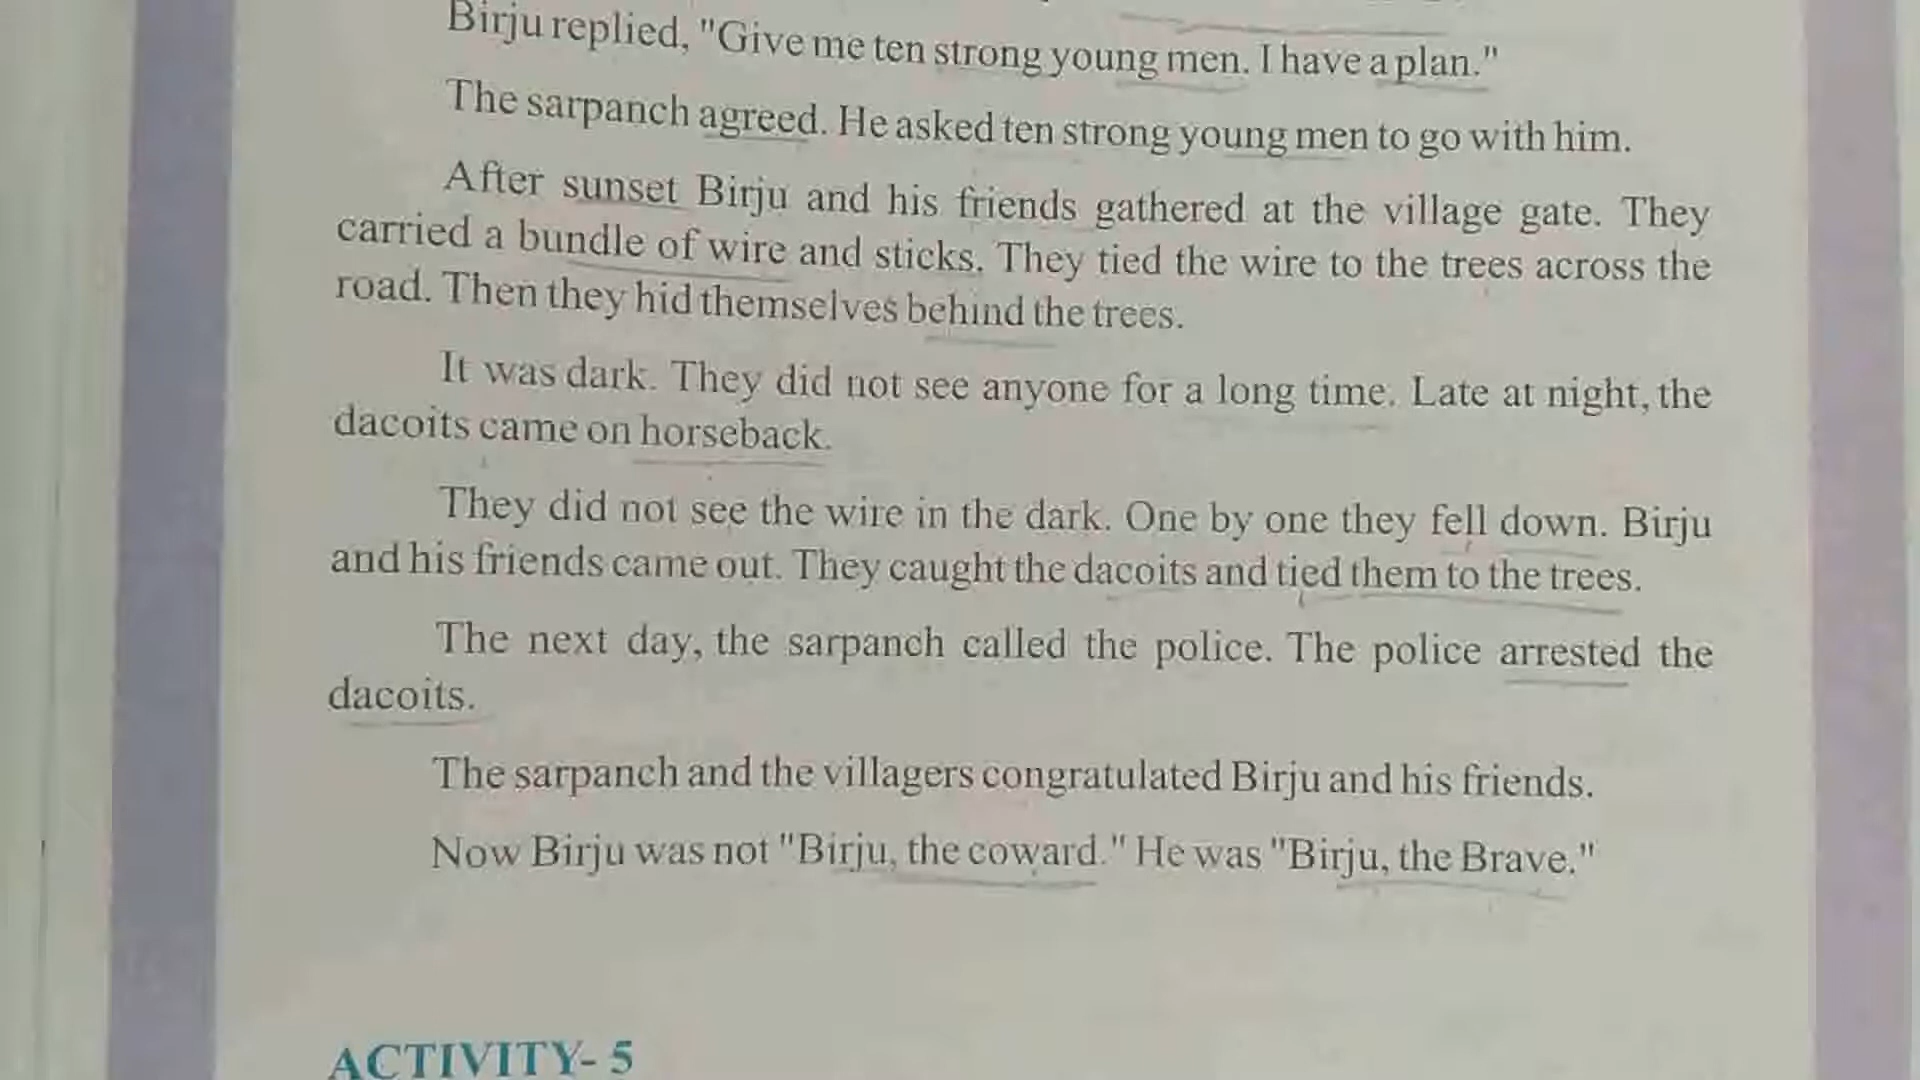 Birju replied, "Give me ten strong young men. I have a plan."
The sarpanch agreed. He asked ten strong young men to go with him.
After sunset Birju and his friends gathered at the village gate. They
carried a bundle of wire and sticks. They tied the wire to the trees across the
road. Then they hid themselves behind the trees.
It was dark. They did not see anyone for a long time. Late at night, the
dacoits came on horseback.
They did not see the wire in the dark. One by one they fell down. Birju
and his friends came out. They caught the dacoits and tied them to the trees.
The next day, the sarpanch called the police. The police arrested the
dacoits.
The sarpanch and the villagers congratulated Birju and his friends.
Now Birju was not "Birju, the coward." He was "Birju, the Brave."
ACTIVITY- 5